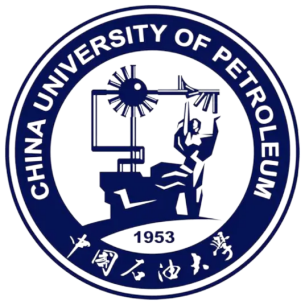 CHINA UNIVERSITY OF PETROLEUM
1953
中国石油大学